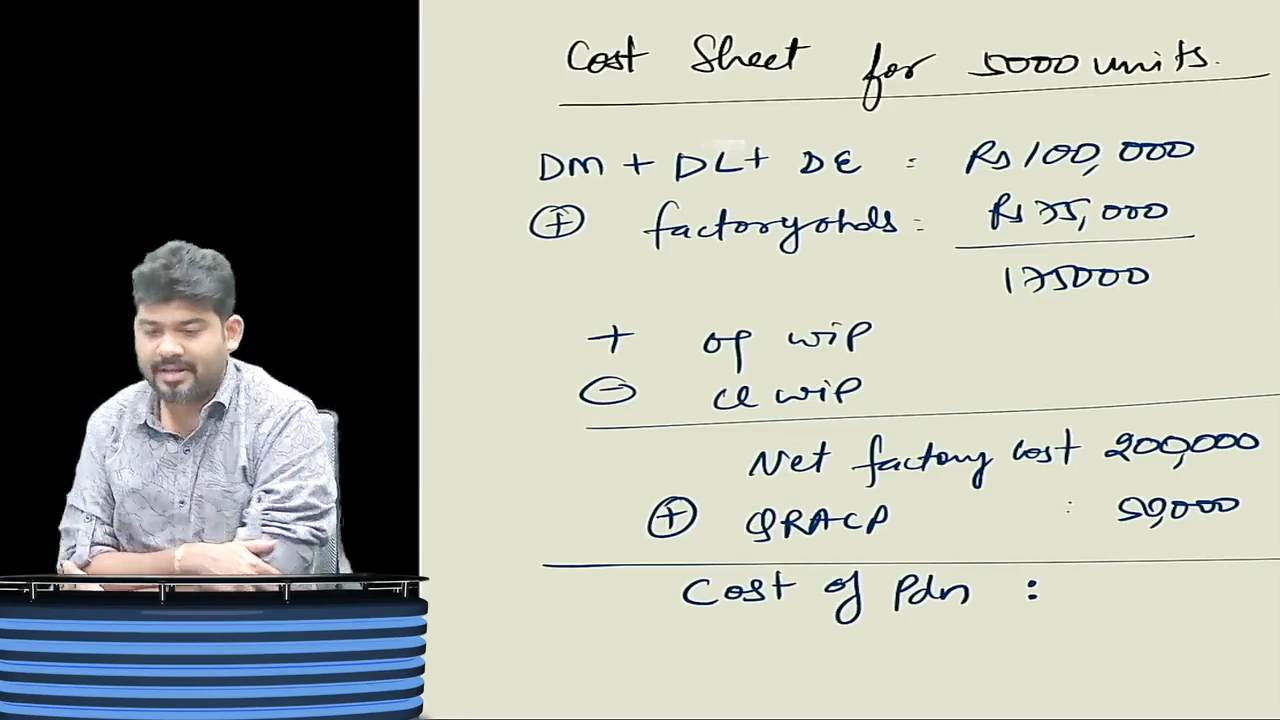 Cost Sheet for 5000 units.
DM + DL + DE : Rs 100,000
+ factory ohds : Rs 75,000
175000
+ op wip
- cl wip
Net factory cost 200,000
+ QRACP : 50,000
Cost of Pdn :